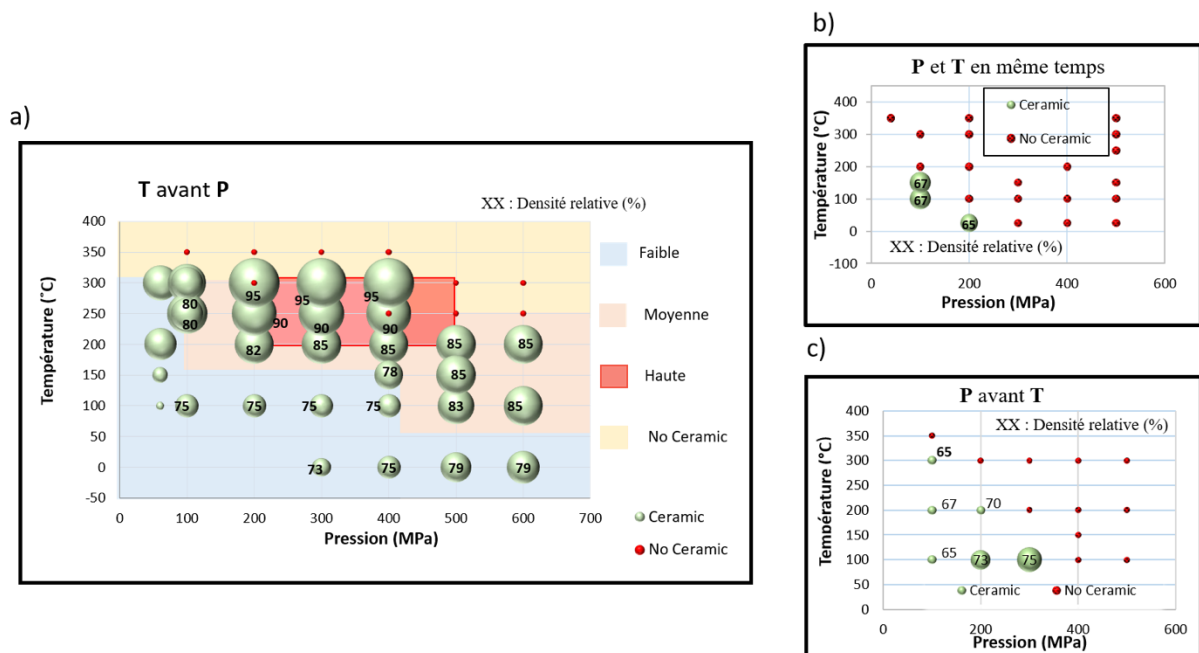 a)
T avant P
XX : Densité relative (%)
Température (°C)
400
350
300
250
200
150
100
50
0
-50
80
95
95
95
80
90
90
90
82
85
85
85
85
78
85
75
75
75
75
83
85
73
75
79
79
0 100 200 300 400 500 600 700
Pression (MPa)
Faible
Moyenne
Haute
No Ceramic
Ceramic
No Ceramic
b)
P et T en même temps
Température (°C)
400
300
200
100
0
-100
Ceramic
No Ceramic
67
67
65
XX : Densité relative (%)
0 200 400 600
Pression (MPa)
c)
P avant T
XX : Densité relative (%)
Température (°C)
400
350
300
250
200
150
100
50
0
65
67 70
65 73 75
Ceramic No Ceramic
0 200 400 600
Pression (MPa)